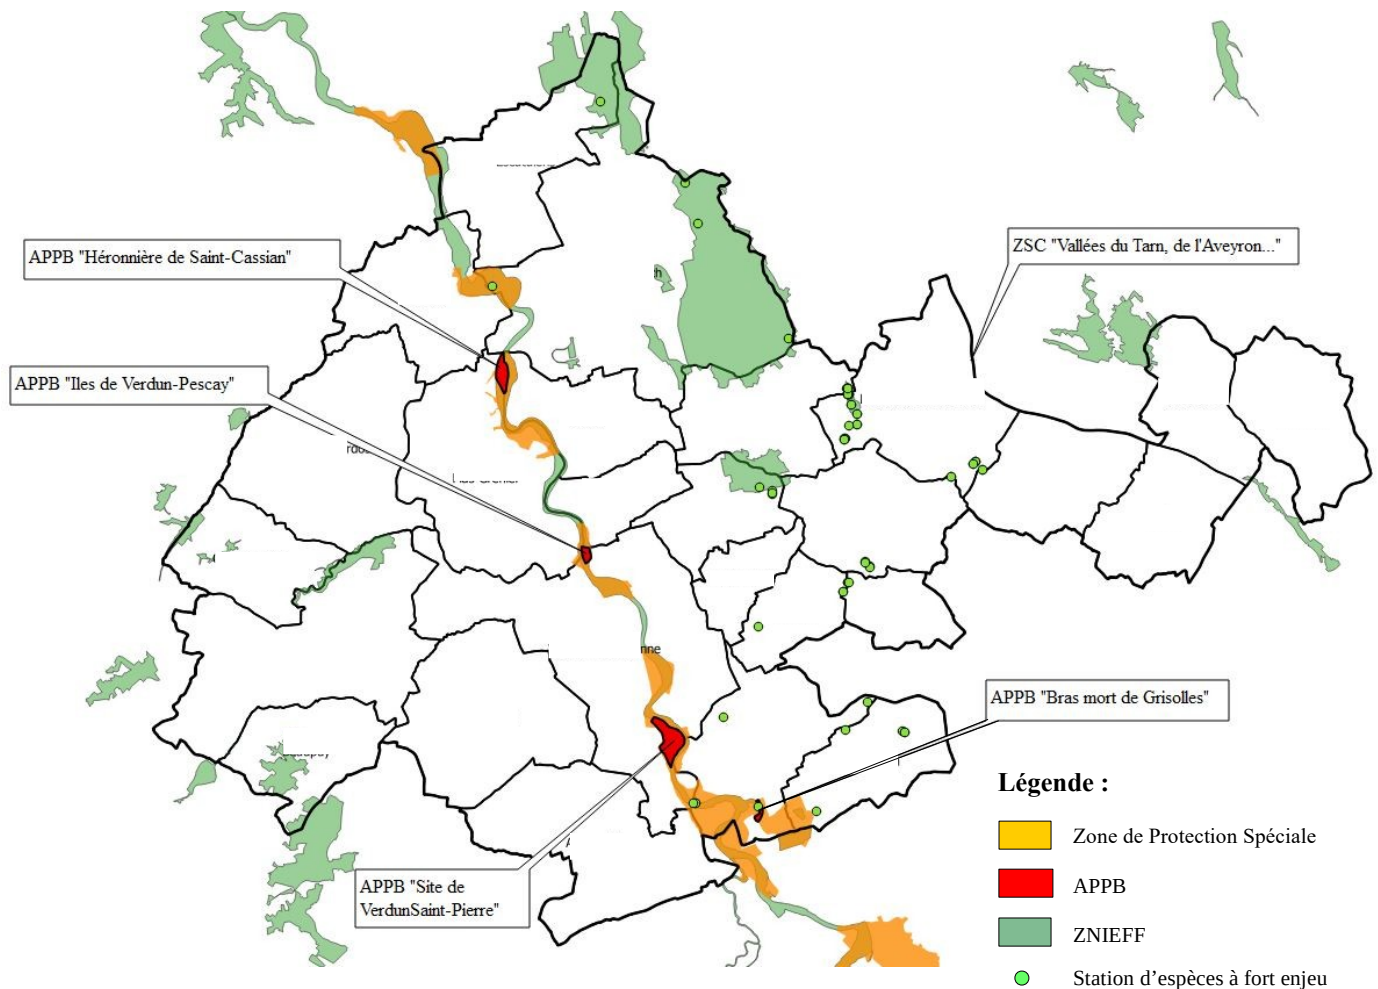 ZSC "Vallées du Tarn, de l'Aveyron..."
APPB "Héronnière de Saint-Cassian"
APPB "Iles de Verdun-Pescay"
nne
APPB "Bras mort de Grisolles"
Légende :
Zone de Protection Spéciale
APPB
APPB "Site de
VerdunSaint-Pierre"
ZNIEFF
Station d’espèces à fort enjeu